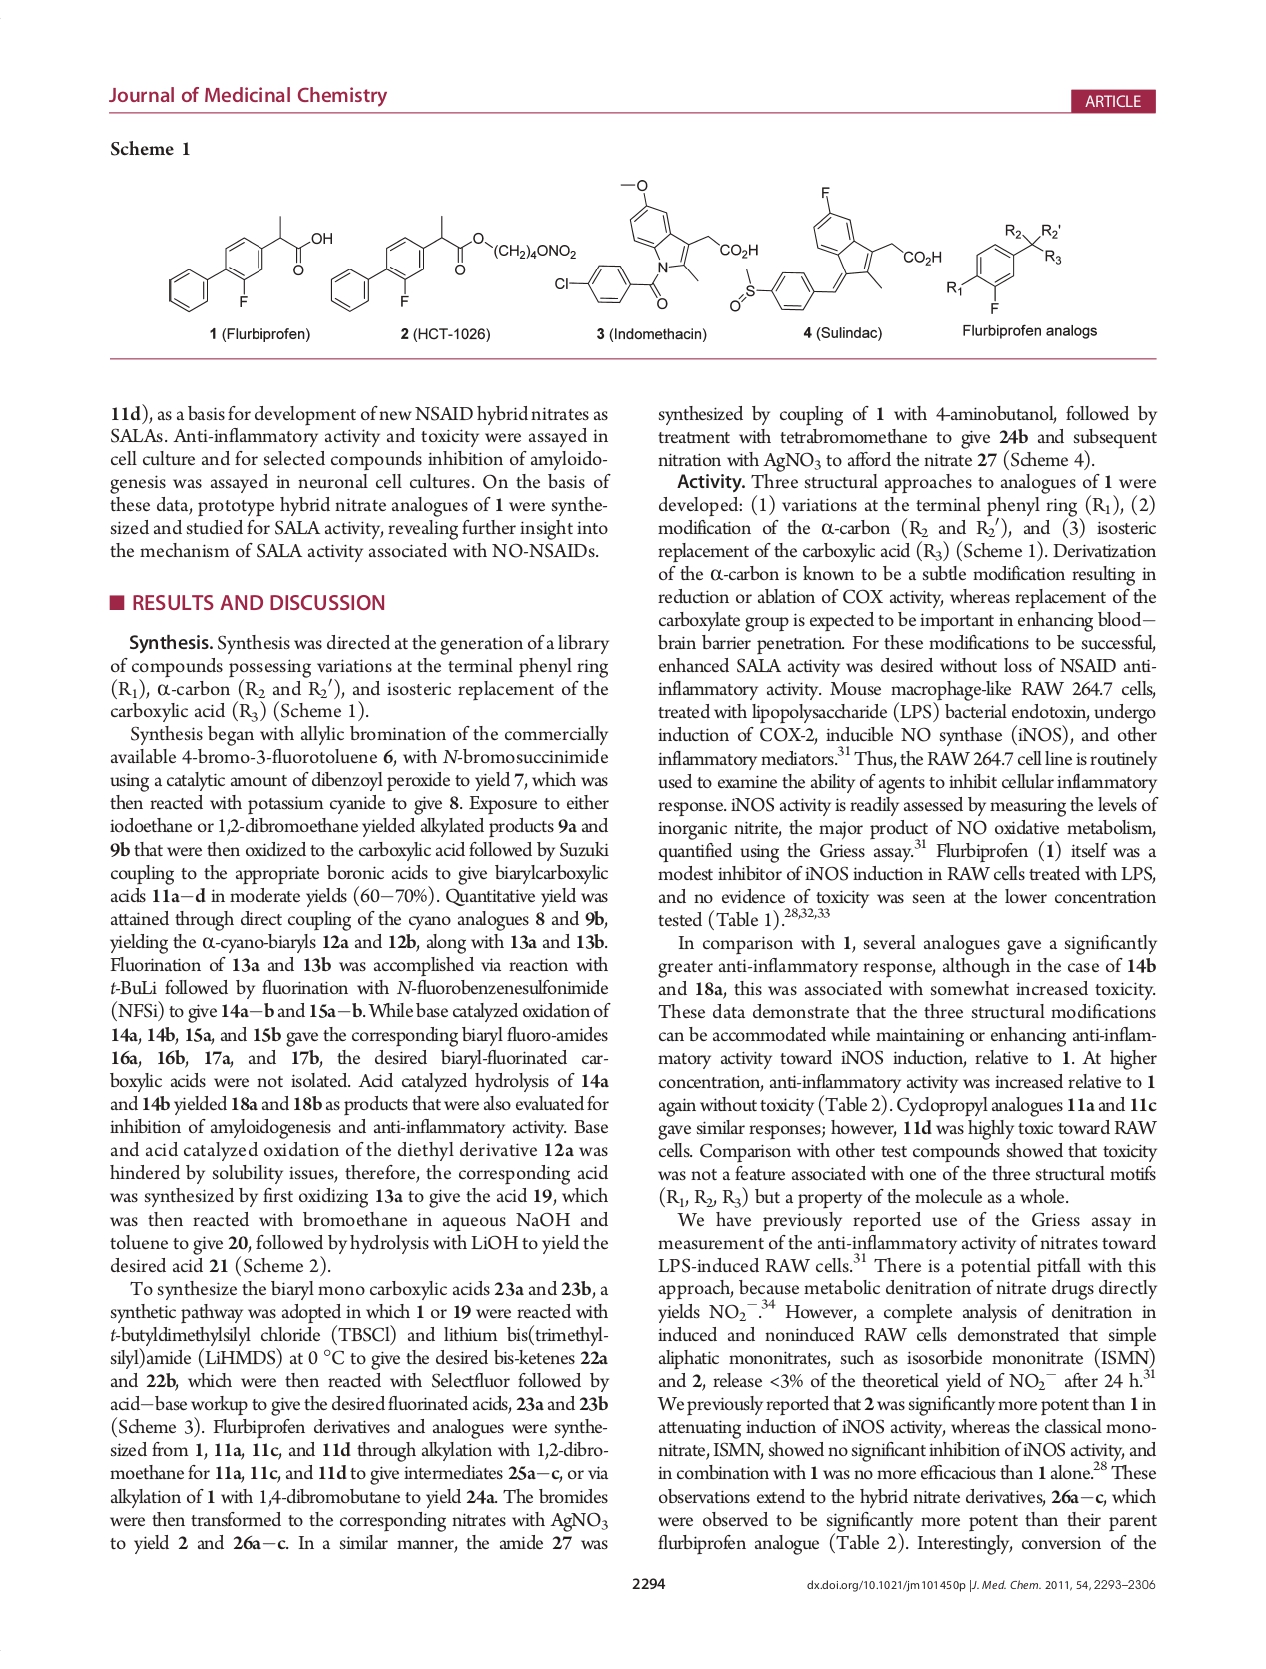 Journal of Medicinal Chemistry
ARTICLE
Scheme 1
OH
O
F
1 (Flurbiprofen)
O
(CH2)4ONO2
O
F
2 (HCT-1026)
O
CO2H
N
Cl
O
3 (Indomethacin)
F
CO2H
S
O
4 (Sulindac)
R2
R2'
R3
R1
F
Flurbiprofen analogs
11d), as a basis for development of new NSAID hybrid nitrates as
SALAs. Anti-inflammatory activity and toxicity were assayed in
cell culture and for selected compounds inhibition of amyloido-
genesis was assayed in neuronal cell cultures. On the basis of
these data, prototype hybrid nitrate analogues of 1 were synthe-
sized and studied for SALA activity, revealing further insight into
the mechanism of SALA activity associated with NO-NSAIDs.
■ RESULTS AND DISCUSSION
Synthesis. Synthesis was directed at the generation of a library
of compounds possessing variations at the terminal phenyl ring
(R1), α-carbon (R2 and R2′), and isosteric replacement of the
carboxylic acid (R3) (Scheme 1).
Synthesis began with allylic bromination of the commercially
available 4-bromo-3-fluorotoluene 6, with N-bromosuccinimide
using a catalytic amount of dibenzoyl peroxide to yield 7, which was
then reacted with potassium cyanide to give 8. Exposure to either
iodoethane or 1,2-dibromoethane yielded alkylated products 9a and
9b that were then oxidized to the carboxylic acid followed by Suzuki
coupling to the appropriate boronic acids to give biarylcarboxylic
acids 11a−d in moderate yields (60−70%). Quantitative yield was
attained through direct coupling of the cyano analogues 8 and 9b,
yielding the α-cyano-biaryls 12a and 12b, along with 13a and 13b.
Fluorination of 13a and 13b was accomplished via reaction with
t-BuLi followed by fluorination with N-fluorobenzenesulfonimide
(NFSi) to give 14a−b and 15a−b. While base catalyzed oxidation of
14a, 14b, 15a, and 15b gave the corresponding biaryl fluoro-amides
16a, 16b, 17a, and 17b, the desired biaryl-fluorinated car-
boxylic acids were not isolated. Acid catalyzed hydrolysis of 14a
and 14b yielded 18a and 18b as products that were also evaluated for
inhibition of amyloidogenesis and anti-inflammatory activity. Base
and acid catalyzed oxidation of the diethyl derivative 12a was
hindered by solubility issues, therefore, the corresponding acid
was synthesized by first oxidizing 13a to give the acid 19, which
was then reacted with bromoethane in aqueous NaOH and
toluene to give 20, followed by hydrolysis with LiOH to yield the
desired acid 21 (Scheme 2).
To synthesize the biaryl mono carboxylic acids 23a and 23b, a
synthetic pathway was adopted in which 1 or 19 were reacted with
t-butyldimethylsilyl chloride (TBSCl) and lithium bis(trimethyl-
silyl)amide (LiHMDS) at 0 °C to give the desired bis-ketenes 22a
and 22b, which were then reacted with Selectfluor followed by
acid−base workup to give the desired fluorinated acids, 23a and 23b
(Scheme 3). Flurbiprofen derivatives and analogues were synthe-
sized from 1, 11a, 11c, and 11d through alkylation with 1,2-dibro-
moethane for 11a, 11c, and 11d to give intermediates 25a−c, or via
alkylation of 1 with 1,4-dibromobutane to yield 24a. The bromides
were then transformed to the corresponding nitrates with AgNO3
to yield 2 and 26a−c. In a similar manner, the amide 27 was
synthesized by coupling of 1 with 4-aminobutanol, followed by
treatment with tetrabromomethane to give 24b and subsequent
nitration with AgNO3 to afford the nitrate 27 (Scheme 4).
Activity. Three structural approaches to analogues of 1 were
developed: (1) variations at the terminal phenyl ring (R1), (2)
modification of the α-carbon (R2 and R2′), and (3) isosteric
replacement of the carboxylic acid (R3) (Scheme 1). Derivatization
of the α-carbon is known to be a subtle modification resulting in
reduction or ablation of COX activity, whereas replacement of the
carboxylate group is expected to be important in enhancing blood−
brain barrier penetration. For these modifications to be successful,
enhanced SALA activity was desired without loss of NSAID anti-
inflammatory activity. Mouse macrophage-like RAW 264.7 cells,
treated with lipopolysaccharide (LPS) bacterial endotoxin, undergo
induction of COX-2, inducible NO synthase (iNOS), and other
inflammatory mediators.31 Thus, the RAW 264.7 cell line is routinely
used to examine the ability of agents to inhibit cellular inflammatory
response. iNOS activity is readily assessed by measuring the levels of
inorganic nitrite, the major product of NO oxidative metabolism,
quantified using the Griess assay.31 Flurbiprofen (1) itself was a
modest inhibitor of iNOS induction in RAW cells treated with LPS,
and no evidence of toxicity was seen at the lower concentration
tested (Table 1).28,32,33
In comparison with 1, several analogues gave a significantly
greater anti-inflammatory response, although in the case of 14b
and 18a, this was associated with somewhat increased toxicity.
These data demonstrate that the three structural modifications
can be accommodated while maintaining or enhancing anti-inflam-
matory activity toward iNOS induction, relative to 1. At higher
concentration, anti-inflammatory activity was increased relative to 1
again without toxicity (Table 2). Cyclopropyl analogues 11a and 11c
gave similar responses; however, 11d was highly toxic toward RAW
cells. Comparison with other test compounds showed that toxicity
was not a feature associated with one of the three structural motifs
(R1, R2, R3) but a property of the molecule as a whole.
We have previously reported use of the Griess assay in
measurement of the anti-inflammatory activity of nitrates toward
LPS-induced RAW cells.31 There is a potential pitfall with this
approach, because metabolic denitration of nitrate drugs directly
yields NO2−.34 However, a complete analysis of denitration in
induced and noninduced RAW cells demonstrated that simple
aliphatic mononitrates, such as isosorbide mononitrate (ISMN)
and 2, release <3% of the theoretical yield of NO2− after 24 h.31
We previously reported that 2 was significantly more potent than 1 in
attenuating induction of iNOS activity, whereas the classical mono-
nitrate, ISMN, showed no significant inhibition of iNOS activity, and
in combination with 1 was no more efficacious than 1 alone.28 These
observations extend to the hybrid nitrate derivatives, 26a−c, which
were observed to be significantly more potent than their parent
flurbiprofen analogue (Table 2). Interestingly, conversion of the
2294
dx.doi.org/10.1021/jm101450p |J. Med. Chem. 2011, 54, 2293–2306